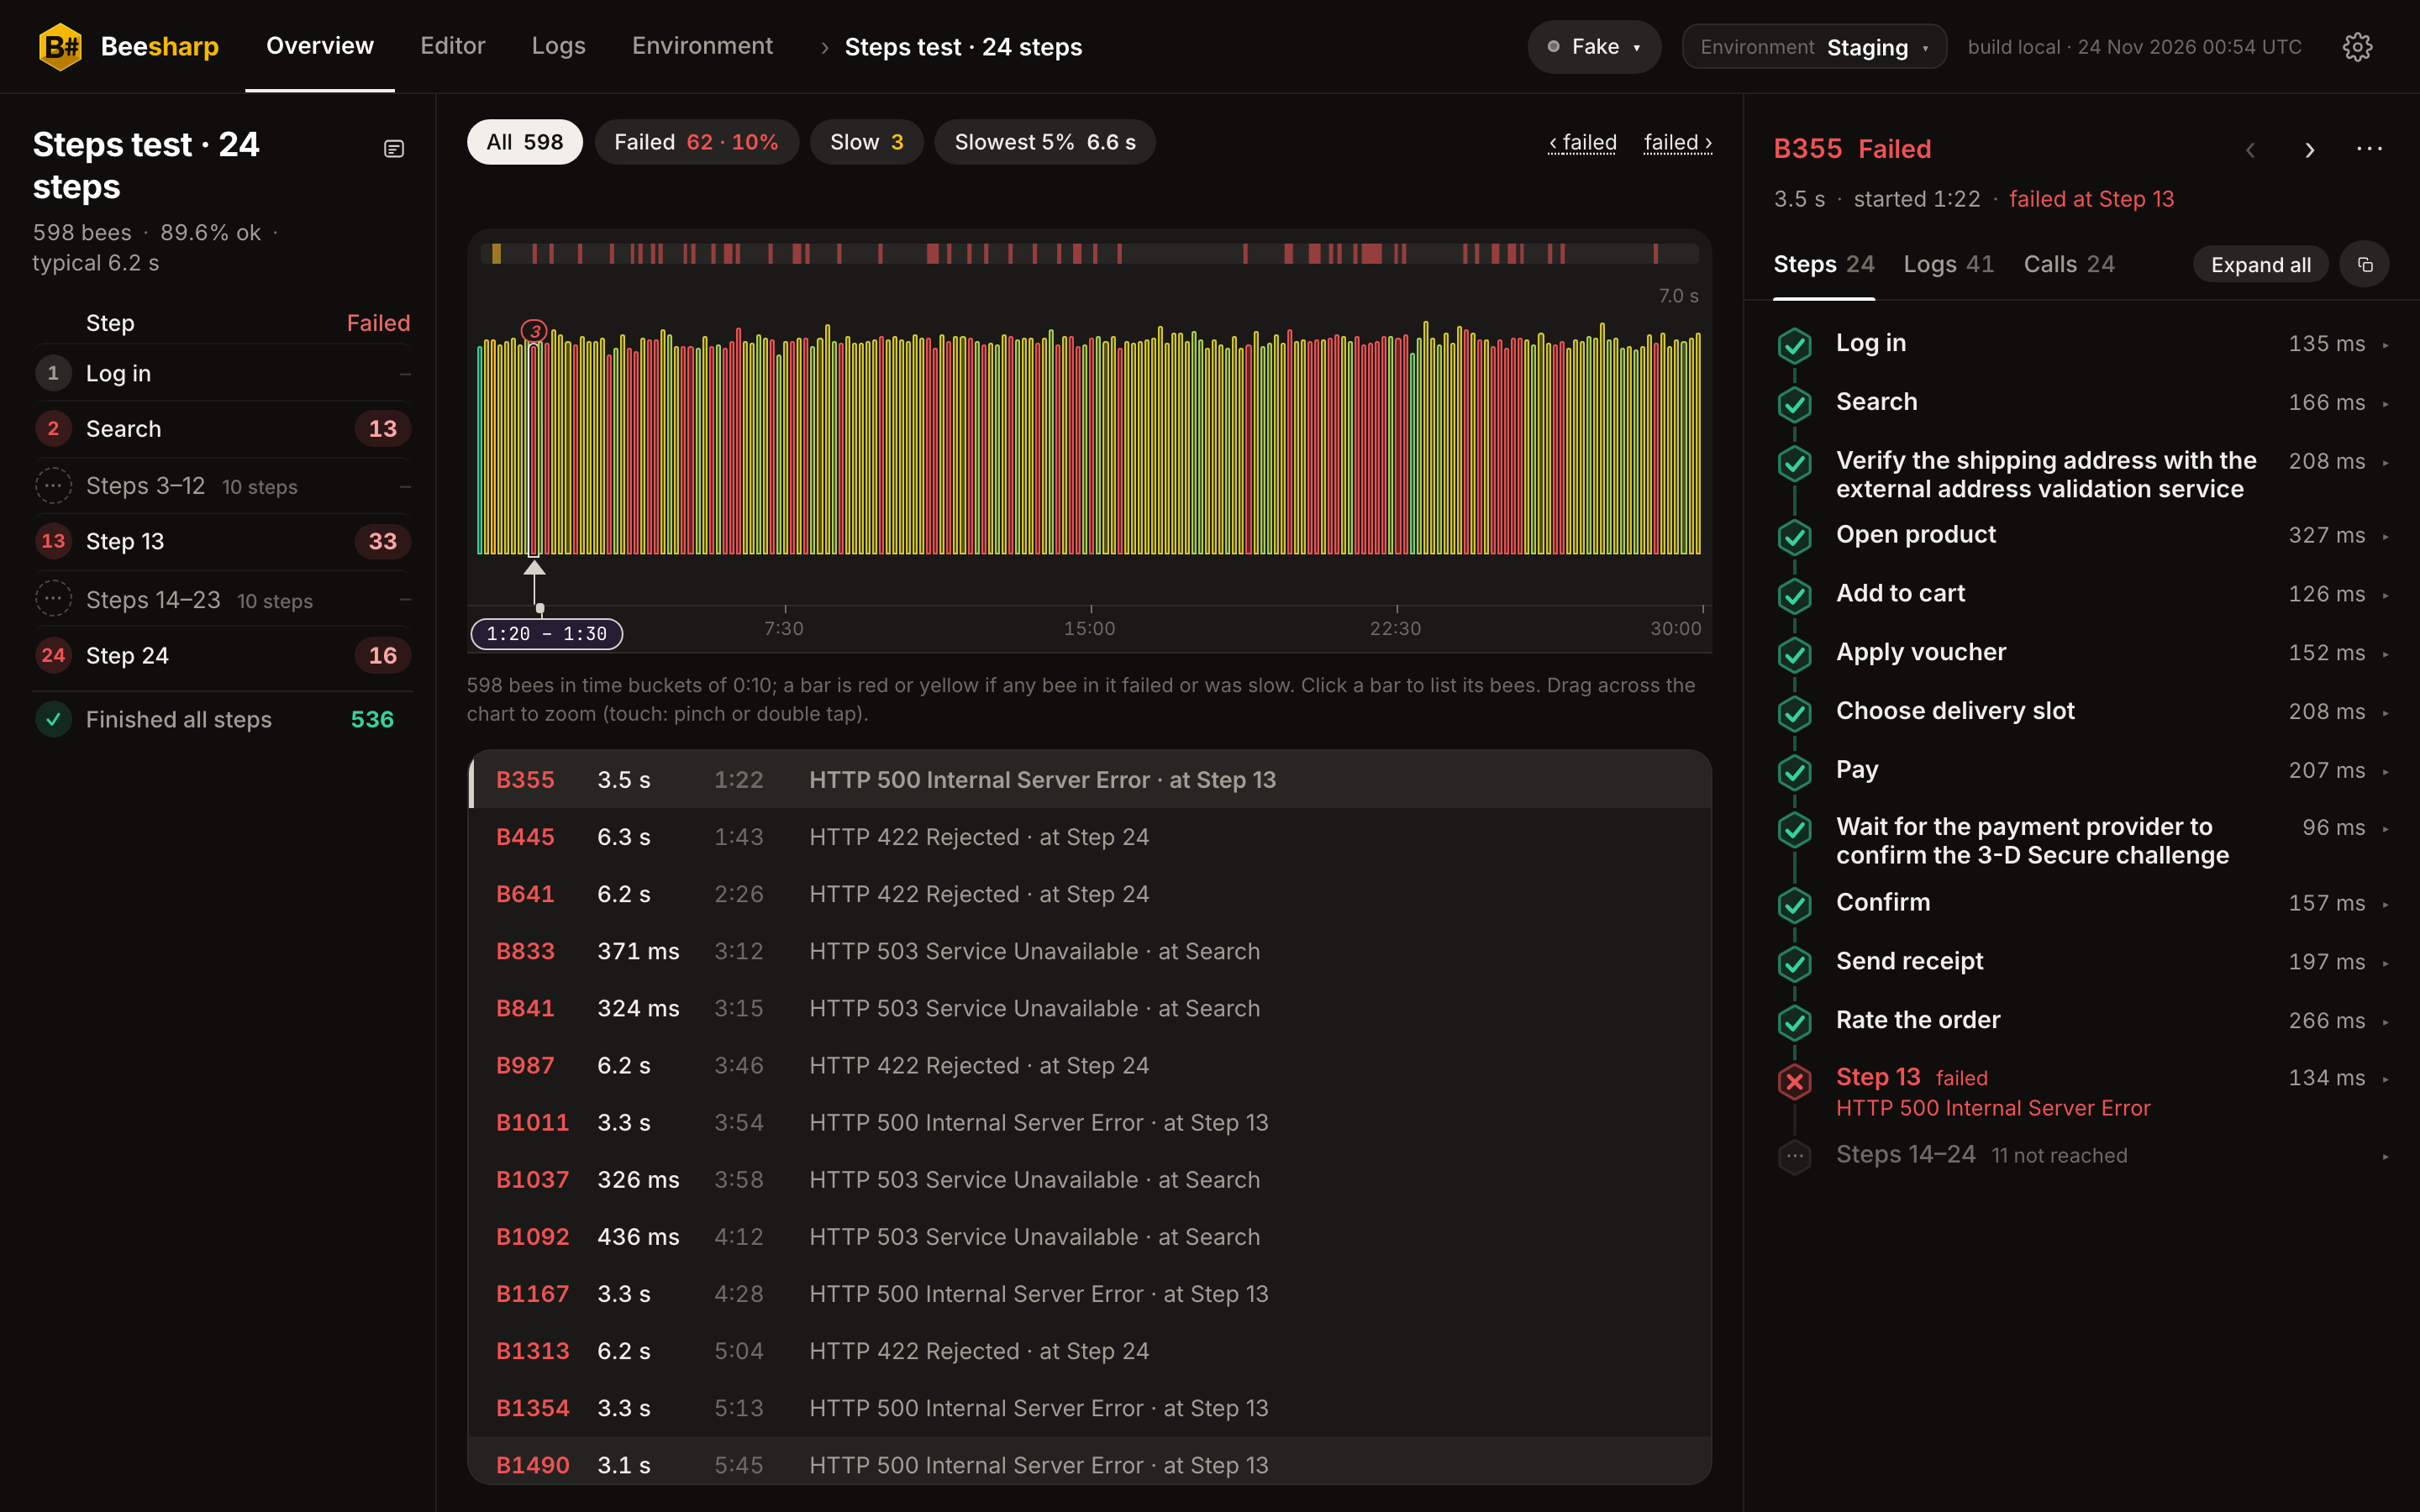 B# Beesharp Overview Editor Logs Environment › Steps test · 24 steps Fake ▾ Environment Staging ▾ build local · 24 Nov 2026 00:54 UTC
Steps test · 24
steps
598 bees · 89.6% ok ·
typical 6.2 s
Step Failed
1 Log in –
2 Search 13
Steps 3–12 10 steps –
13 Step 13 33
Steps 14–23 10 steps –
24 Step 24 16
Finished all steps 536
All 598 Failed 62 · 10% Slow 3 Slowest 5% 6.6 s ‹ failed failed ›
7.0 s
3
1:20 – 1:30 7:30 15:00 22:30 30:00
598 bees in time buckets of 0:10; a bar is red or yellow if any bee in it failed or was slow. Click a bar to list its bees. Drag across the
chart to zoom (touch: pinch or double tap).
B355 3.5 s 1:22 HTTP 500 Internal Server Error · at Step 13
B445 6.3 s 1:43 HTTP 422 Rejected · at Step 24
B641 6.2 s 2:26 HTTP 422 Rejected · at Step 24
B833 371 ms 3:12 HTTP 503 Service Unavailable · at Search
B841 324 ms 3:15 HTTP 503 Service Unavailable · at Search
B987 6.2 s 3:46 HTTP 422 Rejected · at Step 24
B1011 3.3 s 3:54 HTTP 500 Internal Server Error · at Step 13
B1037 326 ms 3:58 HTTP 503 Service Unavailable · at Search
B1092 436 ms 4:12 HTTP 503 Service Unavailable · at Search
B1167 3.3 s 4:28 HTTP 500 Internal Server Error · at Step 13
B1313 6.2 s 5:04 HTTP 422 Rejected · at Step 24
B1354 3.3 s 5:13 HTTP 500 Internal Server Error · at Step 13
B1490 3.1 s 5:45 HTTP 500 Internal Server Error · at Step 13
B355 Failed ‹ › ···
3.5 s · started 1:22 · failed at Step 13
Steps 24 Logs 41 Calls 24 Expand all
Log in 135 ms
Search 166 ms
Verify the shipping address with the 208 ms
external address validation service
Open product 327 ms
Add to cart 126 ms
Apply voucher 152 ms
Choose delivery slot 208 ms
Pay 207 ms
Wait for the payment provider to 96 ms
confirm the 3-D Secure challenge
Confirm 157 ms
Send receipt 197 ms
Rate the order 266 ms
Step 13 failed 134 ms
HTTP 500 Internal Server Error
Steps 14–24 11 not reached